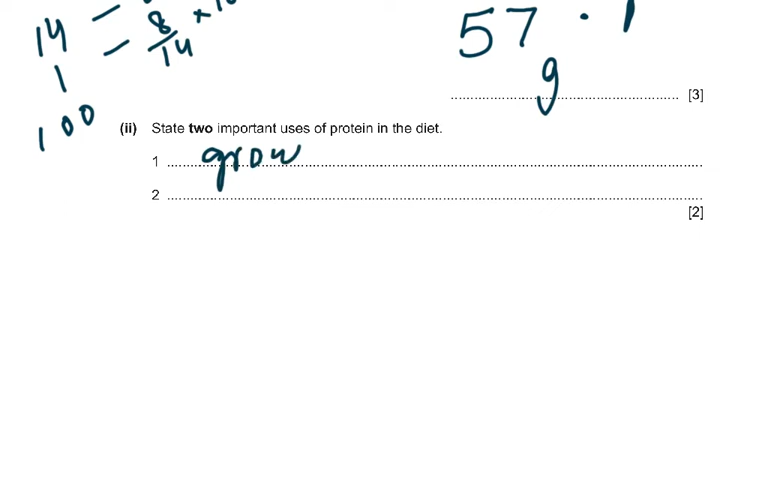 14 =
8/14 ×
57 .
1 =
g
100
[3]
(ii) State two important uses of protein in the diet.
1 grow
2
[2]